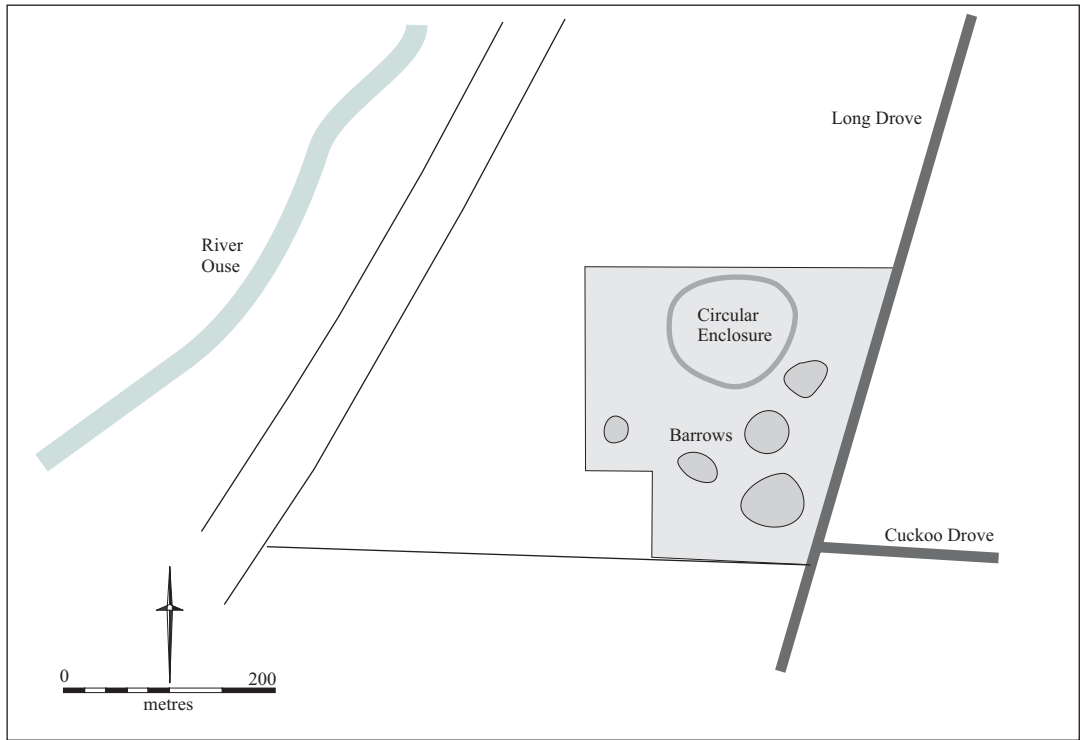 Long Drove
River
Ouse
Circular
Enclosure
Barrows
Cuckoo Drove
0 200
metres